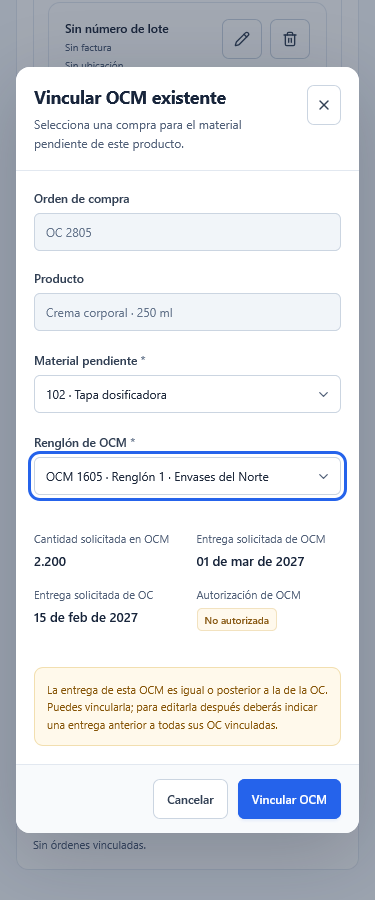 Sin número de lote
Sin factura
Sin ubicación
Vincular OCM existente
Selecciona una compra para el material
pendiente de este producto.
Orden de compra
OC 2805
Producto
Crema corporal · 250 ml
Material pendiente *
102 · Tapa dosificadora
Renglón de OCM *
OCM 1605 · Renglón 1 · Envases del Norte
Cantidad solicitada en OCM
2.200
Entrega solicitada de OCM
01 de mar de 2027
Entrega solicitada de OC
15 de feb de 2027
Autorización de OCM
No autorizada
La entrega de esta OCM es igual o posterior a la de la OC.
Puedes vincularla; para editarla después deberás indicar
una entrega anterior a todas sus OC vinculadas.
Cancelar
Vincular OCM
Sin órdenes vinculadas.